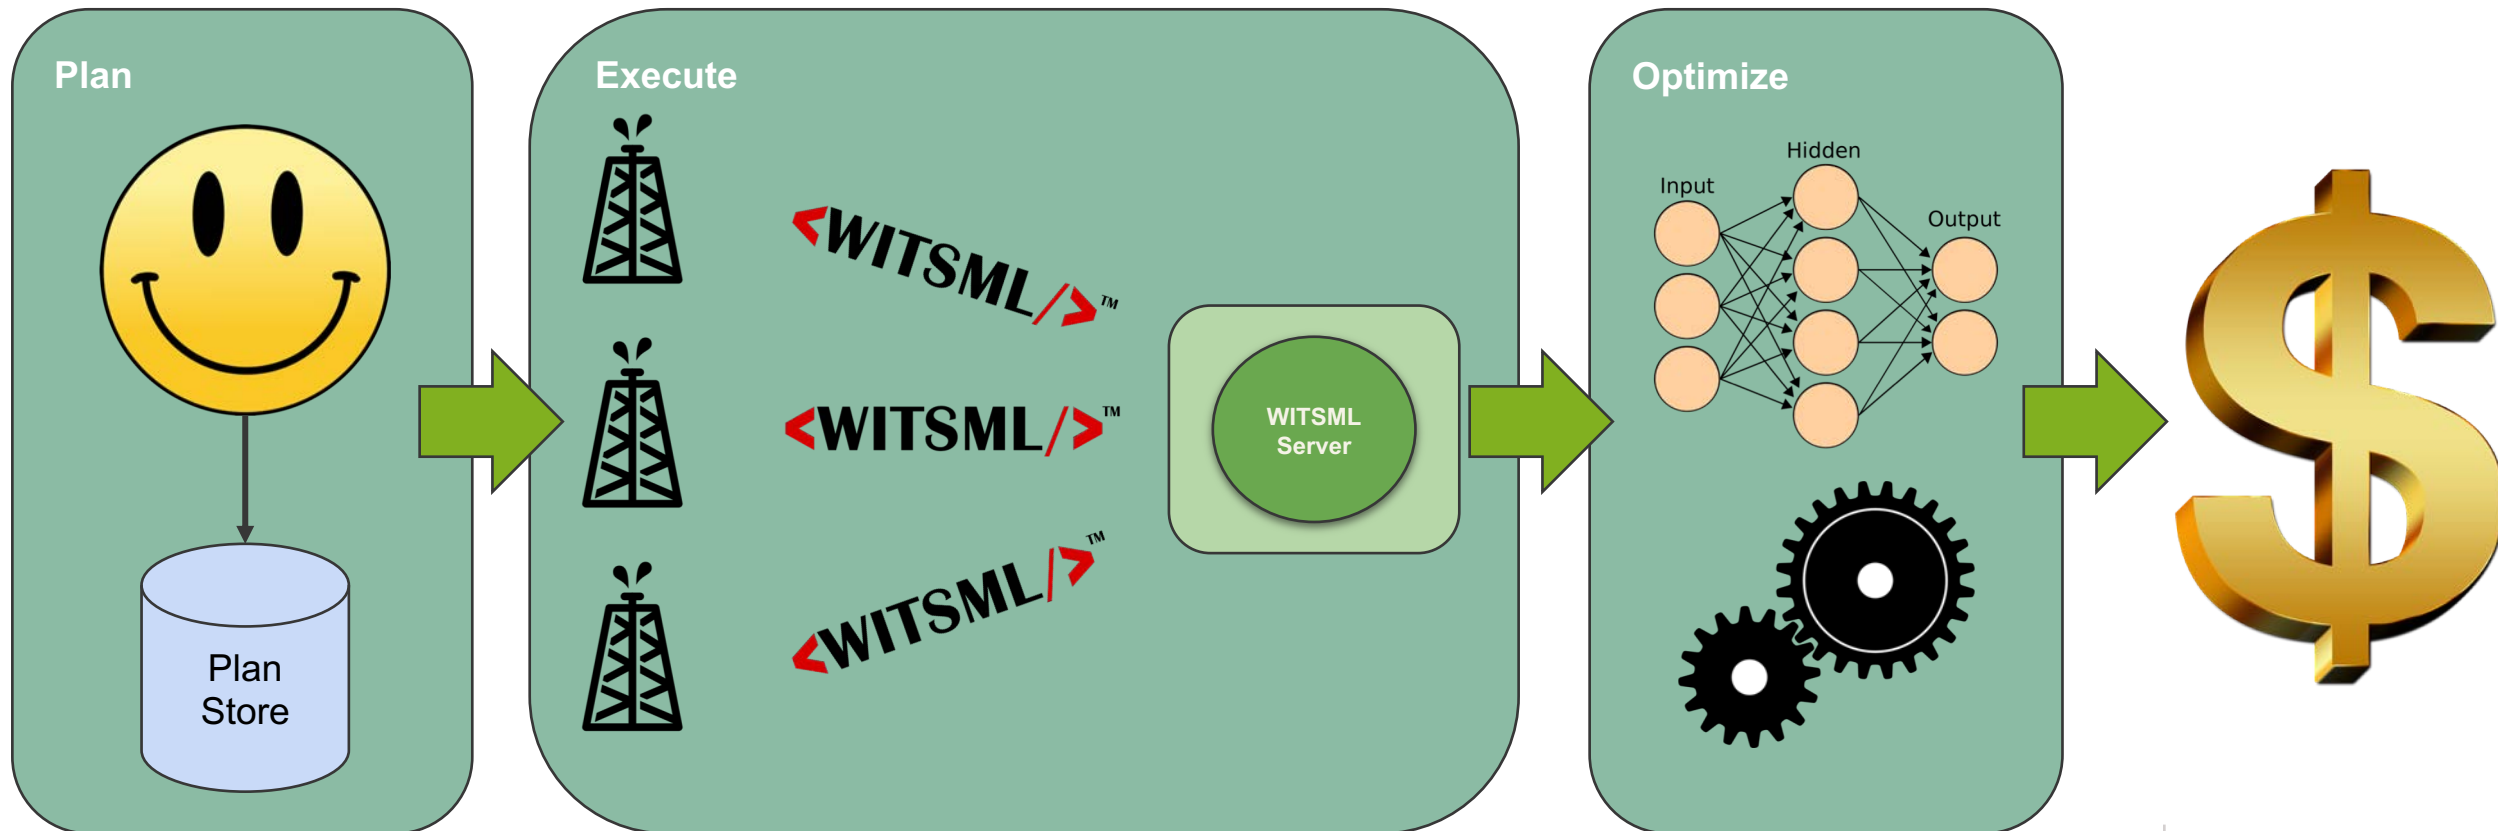 Plan
Plan
Store
Execute
<WITSML/>™
<WITSML/>™
<WITSML/>™
WITSML
Server
Optimize
Hidden
Input
Output
$